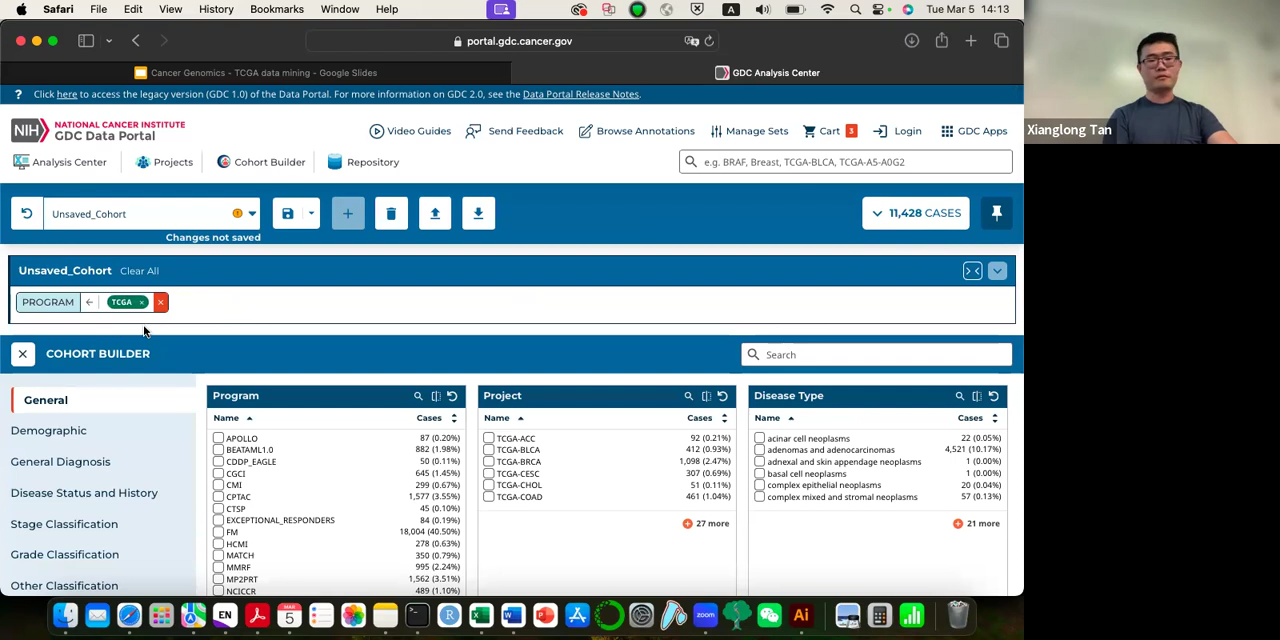 Safari File Edit View History Bookmarks Window Help A Tue Mar 5 14:13
portal.gdc.cancer.gov
Cancer Genomics - TCGA data mining - Google Slides
GDC Analysis Center
? Click here to access the legacy version (GDC 1.0) of the Data Portal. For more information on GDC 2.0, see the Data Portal Release Notes.
NIH NATIONAL CANCER INSTITUTE
GDC Data Portal
Video Guides Send Feedback Browse Annotations Manage Sets Cart 3 Login GDC Apps
Analysis Center Projects Cohort Builder Repository
e.g. BRAF, Breast, TCGA-BLCA, TCGA-A5-A0G2
Unsaved_Cohort
Changes not saved
11,428 CASES
Unsaved_Cohort Clear All
PROGRAM TCGA
COHORT BUILDER
Search
General
Demographic
General Diagnosis
Disease Status and History
Stage Classification
Grade Classification
Other Classification
Program
Name Cases
APOLLO 87 (0.20%)
BEATAML1.0 882 (1.98%)
CDDP_EAGLE 50 (0.11%)
CGCI 645 (1.45%)
CMI 299 (0.67%)
CPTAC 1,577 (3.55%)
CTSP 45 (0.10%)
EXCEPTIONAL_RESPONDERS 84 (0.19%)
FM 18,004 (40.50%)
HCMI 278 (0.63%)
MATCH 350 (0.79%)
MMRF 995 (2.24%)
MP2PRT 1,562 (3.51%)
NCICCR 489 (1.10%)
Project
Name Cases
TCGA-ACC 92 (0.21%)
TCGA-BLCA 412 (0.93%)
TCGA-BRCA 1,098 (2.47%)
TCGA-CESC 307 (0.69%)
TCGA-CHOL 51 (0.11%)
TCGA-COAD 461 (1.04%)
27 more
Disease Type
Name Cases
acinar cell neoplasms 22 (0.05%)
adenomas and adenocarcinomas 4,521 (10.17%)
adnexal and skin appendage neoplasms 1 (0.00%)
basal cell neoplasms 1 (0.00%)
complex epithelial neoplasms 20 (0.04%)
complex mixed and stromal neoplasms 57 (0.13%)
21 more
MAR
5
EN
R
zoom
Ai
Xianglong Tan